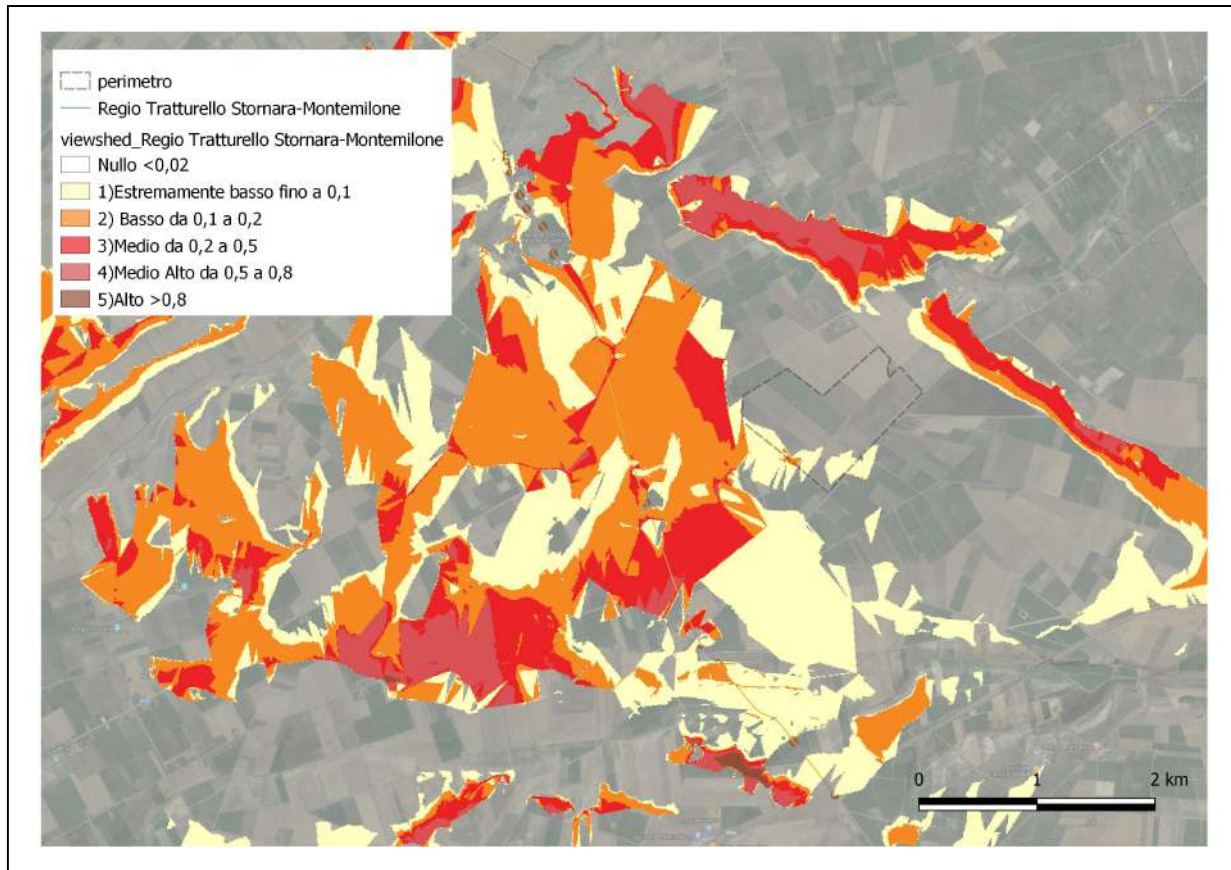 perimetro
Regio Tratturello Stornara-Montemilone
viewshed_Regio Tratturello Stornara-Montemilone
Nullo <0,02
1)Estremamente basso fino a 0,1
2) Basso da 0,1 a 0,2
3)Medio da 0,2 a 0,5
4)Medio Alto da 0,5 a 0,8
5)Alto >0,8
0 1 2 km